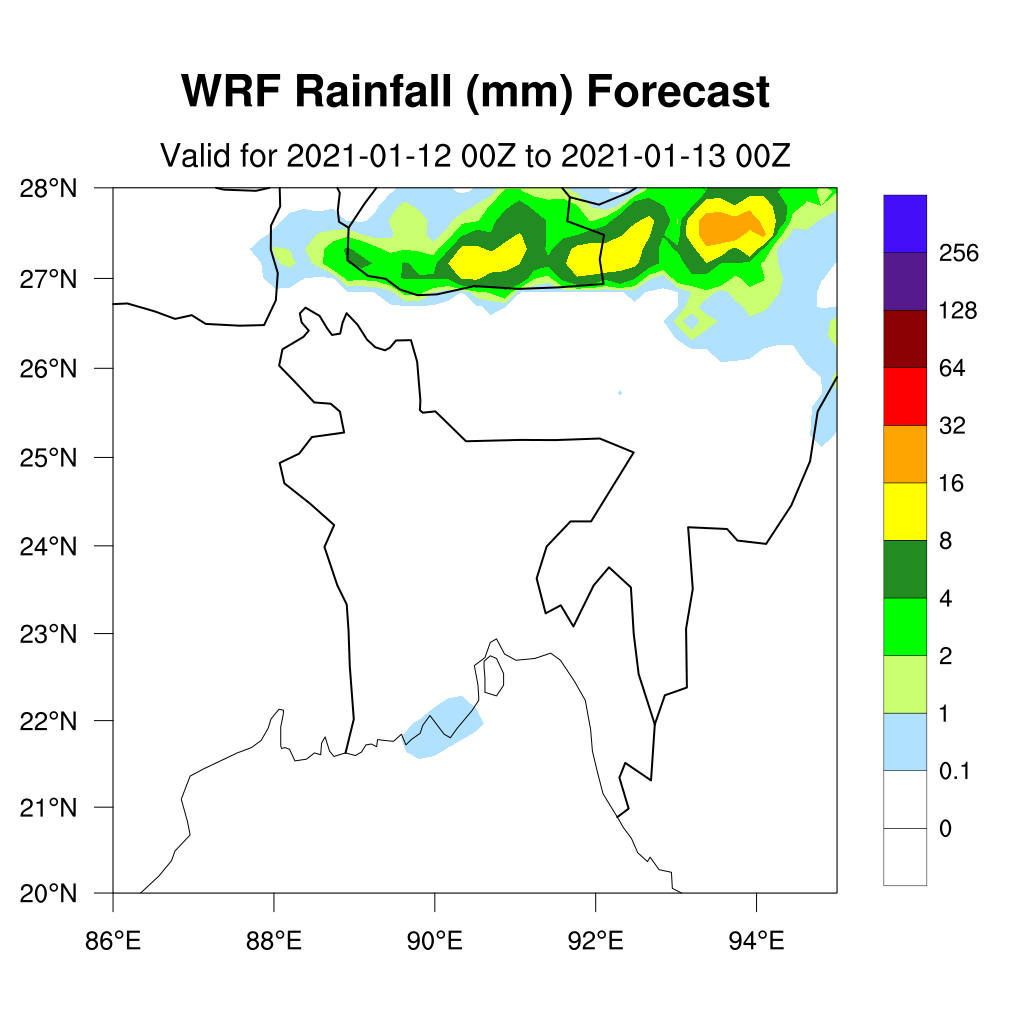 WRF Rainfall (mm) Forecast
Valid for 2021-01-12 00Z to 2021-01-13 00Z
28°N
27°N
26°N
25°N
24°N
23°N
22°N
21°N
20°N
86°E 88°E 90°E 92°E 94°E
256
128
64
32
16
8
4
2
1
0.1
0